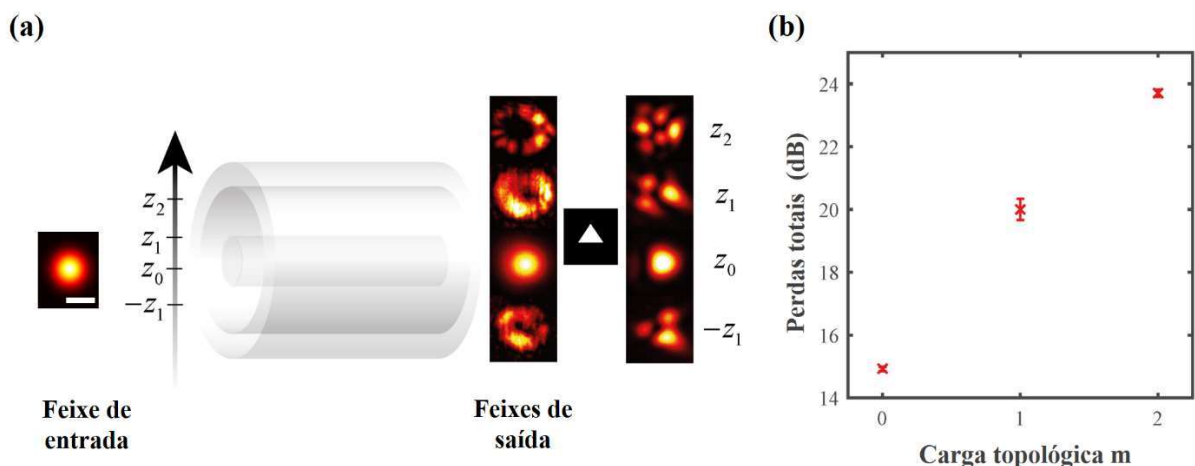 (a)
z₂
z₁
z₀
−z₁
Feixe de
entrada
Feixes de
saída
z₂
z₁
z₀
−z₁
(b)
24
22
20
18
16
14
0
1
2
Perdas totais (dB)
Carga topológica m